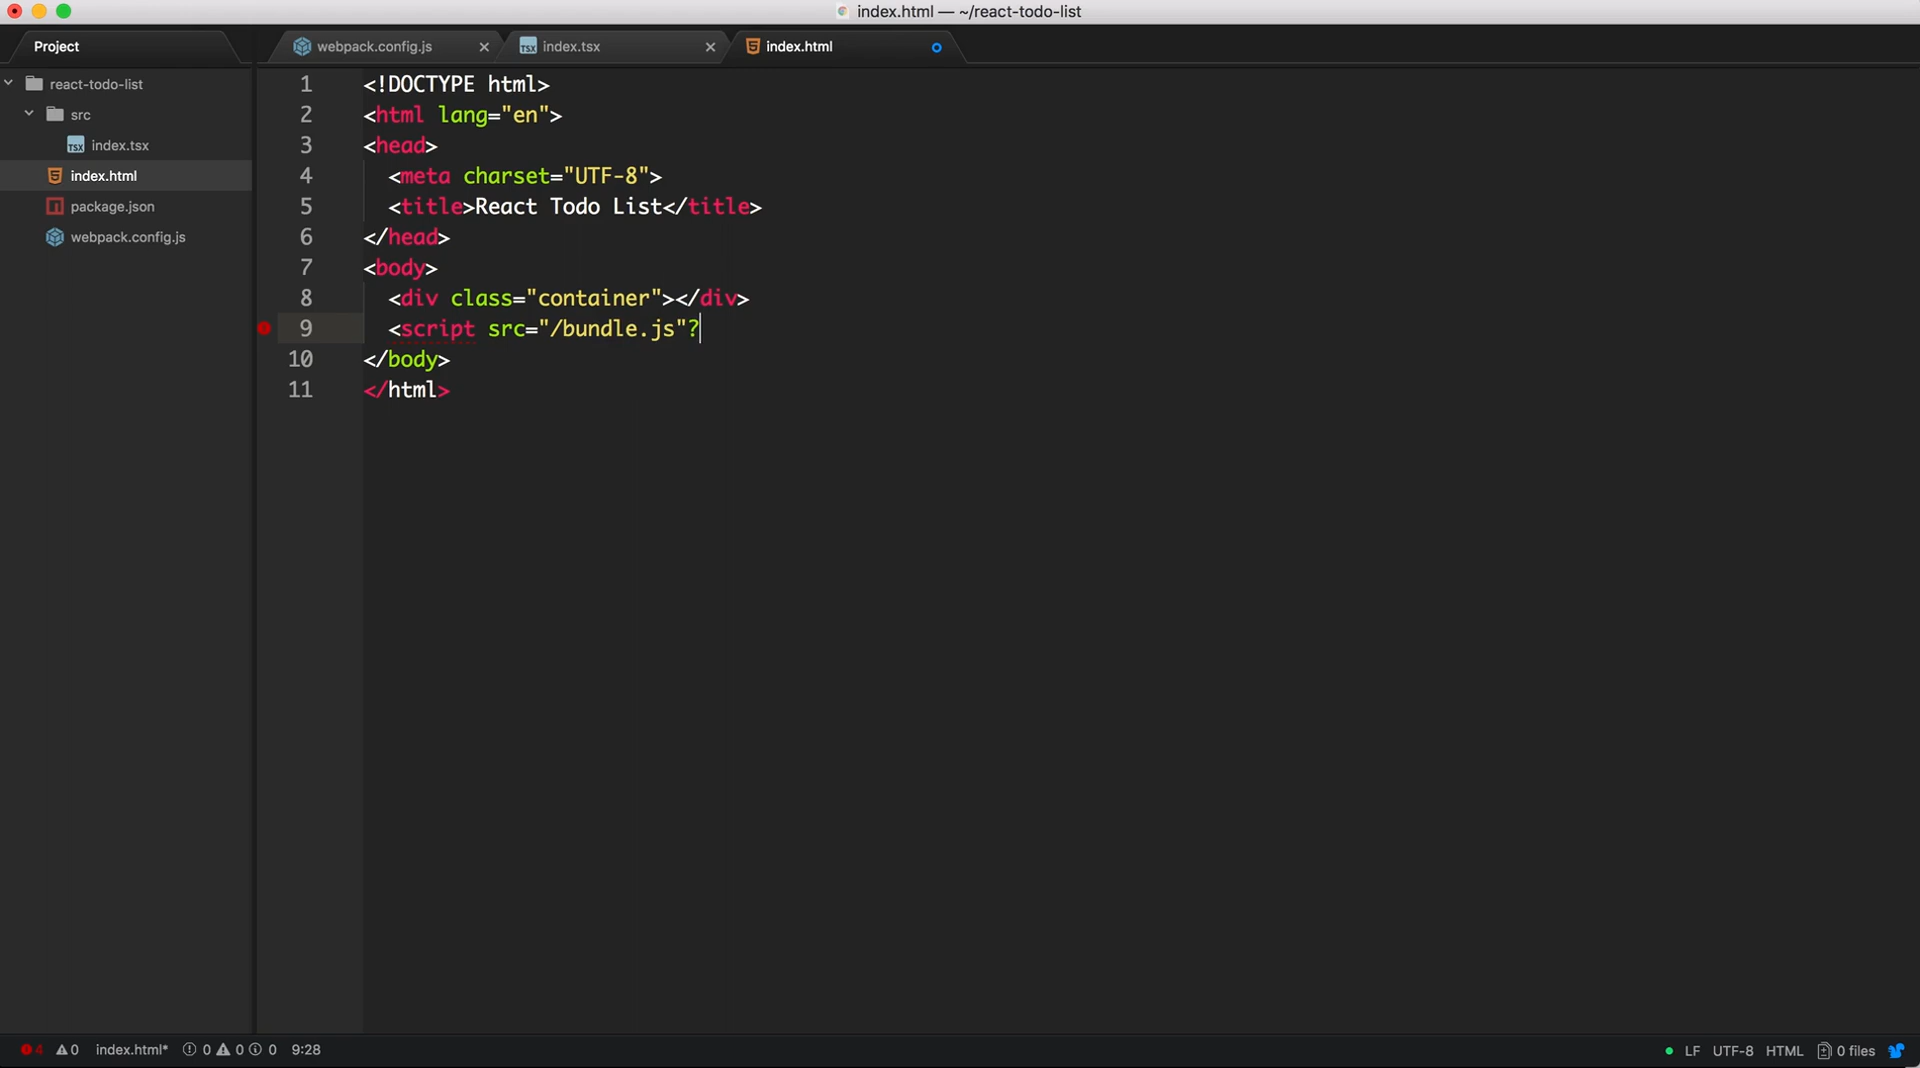 index.html — ~/react-todo-list
Project
webpack.config.js
index.tsx
index.html
react-todo-list
src
index.tsx
index.html
package.json
webpack.config.js
1 <!DOCTYPE html>
2 <html lang="en">
3 <head>
4 <meta charset="UTF-8">
5 <title>React Todo List</title>
6 </head>
7 <body>
8 <div class="container"></div>
9 <script src="/bundle.js"?
10 </body>
11 </html>
4 0 index.html* 0 0 0 9:28 LF UTF-8 HTML 0 files